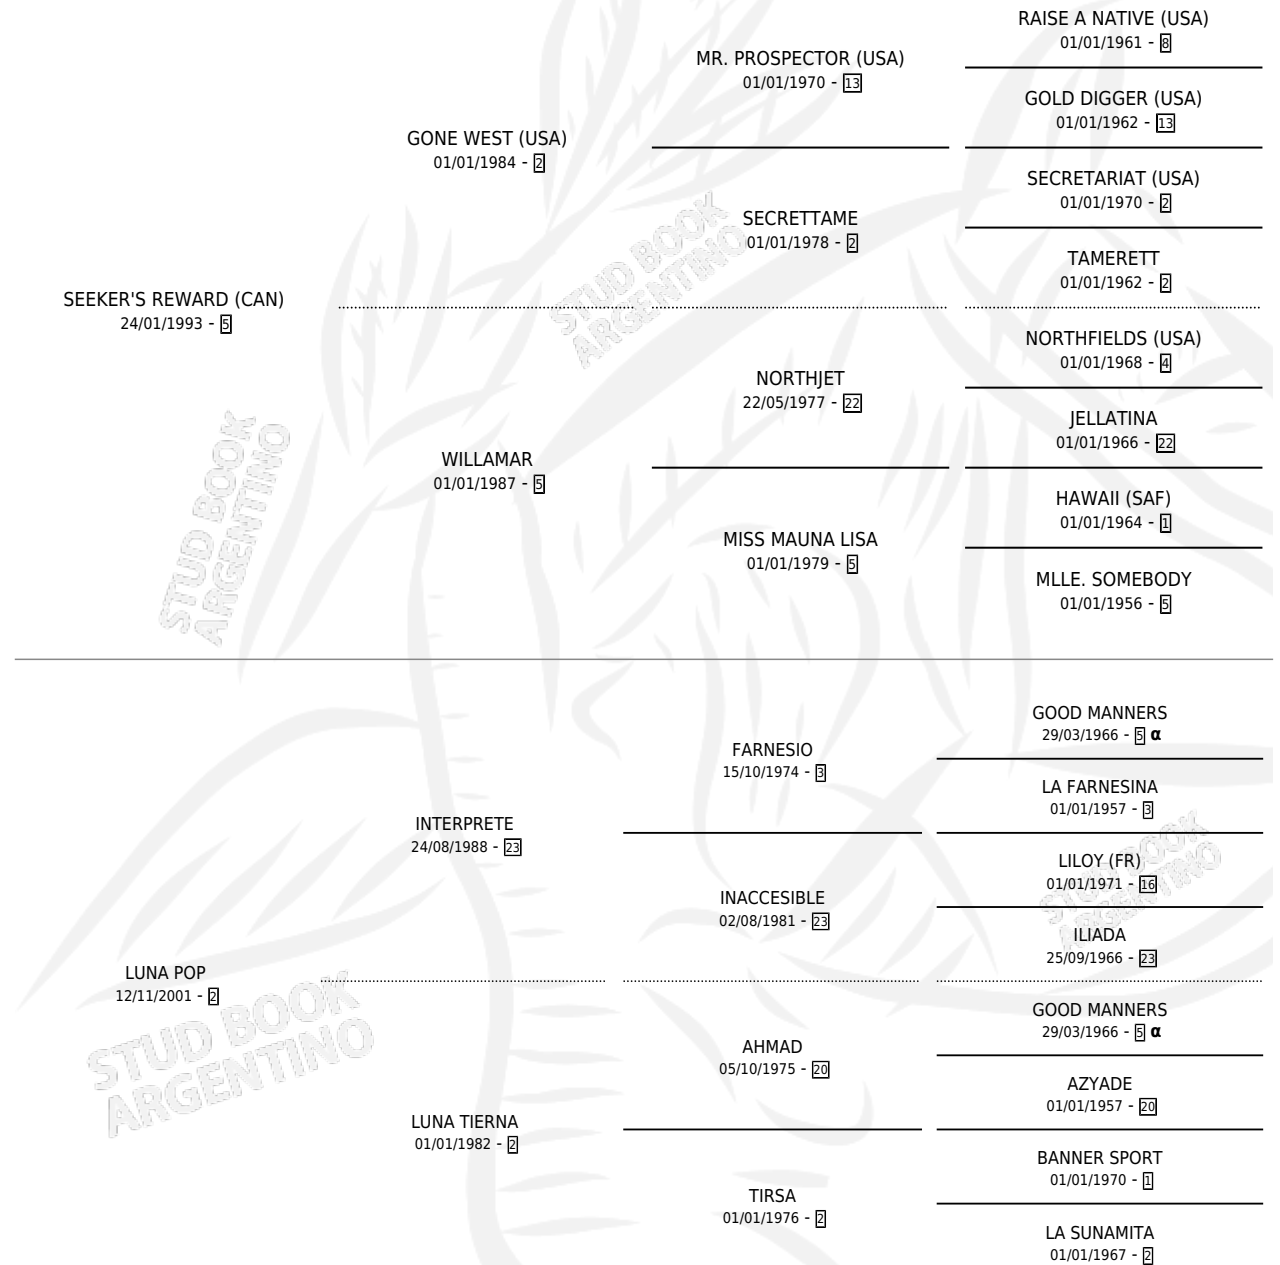 RAISE A NATIVE (USA)
01/01/1961 - 8
MR. PROSPECTOR (USA)
01/01/1970 - 13
GOLD DIGGER (USA)
01/01/1962 - 13
GONE WEST (USA)
01/01/1984 - 2
SECRETARIAT (USA)
01/01/1970 - 2
SECRETTAME
01/01/1978 - 2
TAMERETT
01/01/1962 - 2
SEEKER'S REWARD (CAN)
24/01/1993 - 5
NORTHFIELDS (USA)
01/01/1968 - 4
NORTHJET
22/05/1977 - 22
JELLATINA
01/01/1966 - 22
WILLAMAR
01/01/1987 - 5
HAWAII (SAF)
01/01/1964 - 1
MISS MAUNA LISA
01/01/1979 - 5
MLLE. SOMEBODY
01/01/1956 - 5
GOOD MANNERS
29/03/1966 - 5 α
FARNESIO
15/10/1974 - 3
LA FARNESINA
01/01/1957 - 3
INTERPRETE
24/08/1988 - 23
LILOY (FR)
01/01/1971 - 16
INACCESIBLE
02/08/1981 - 23
ILIADA
25/09/1966 - 23
LUNA POP
12/11/2001 - 2
GOOD MANNERS
29/03/1966 - 5 α
AHMAD
05/10/1975 - 20
AZYADE
01/01/1957 - 20
LUNA TIERNA
01/01/1982 - 2
BANNER SPORT
01/01/1970 - 1
TIRSA
01/01/1976 - 2
LA SUNAMITA
01/01/1967 - 2
STUD BOOK
ARGENTINO
STUD BOOK
ARGENTINO
STUD BOOK
ARGENTINO
STUD BOOK
ARGENTINO